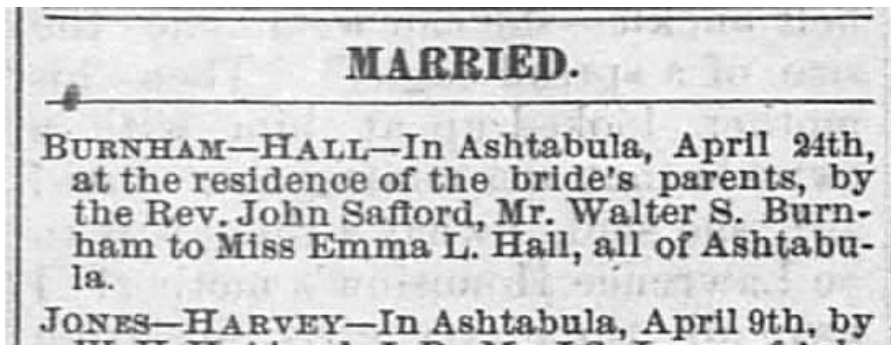 MARRIED.
BURNHAM—HALL—In Ashtabula, April 24th,
at the residence of the bride's parents, by
the Rev. John Safford, Mr. Walter S. Burn-
ham to Miss Emma L. Hall, all of Ashtabu-
la.
JONES—HARVEY—In Ashtabula, April 9th, by